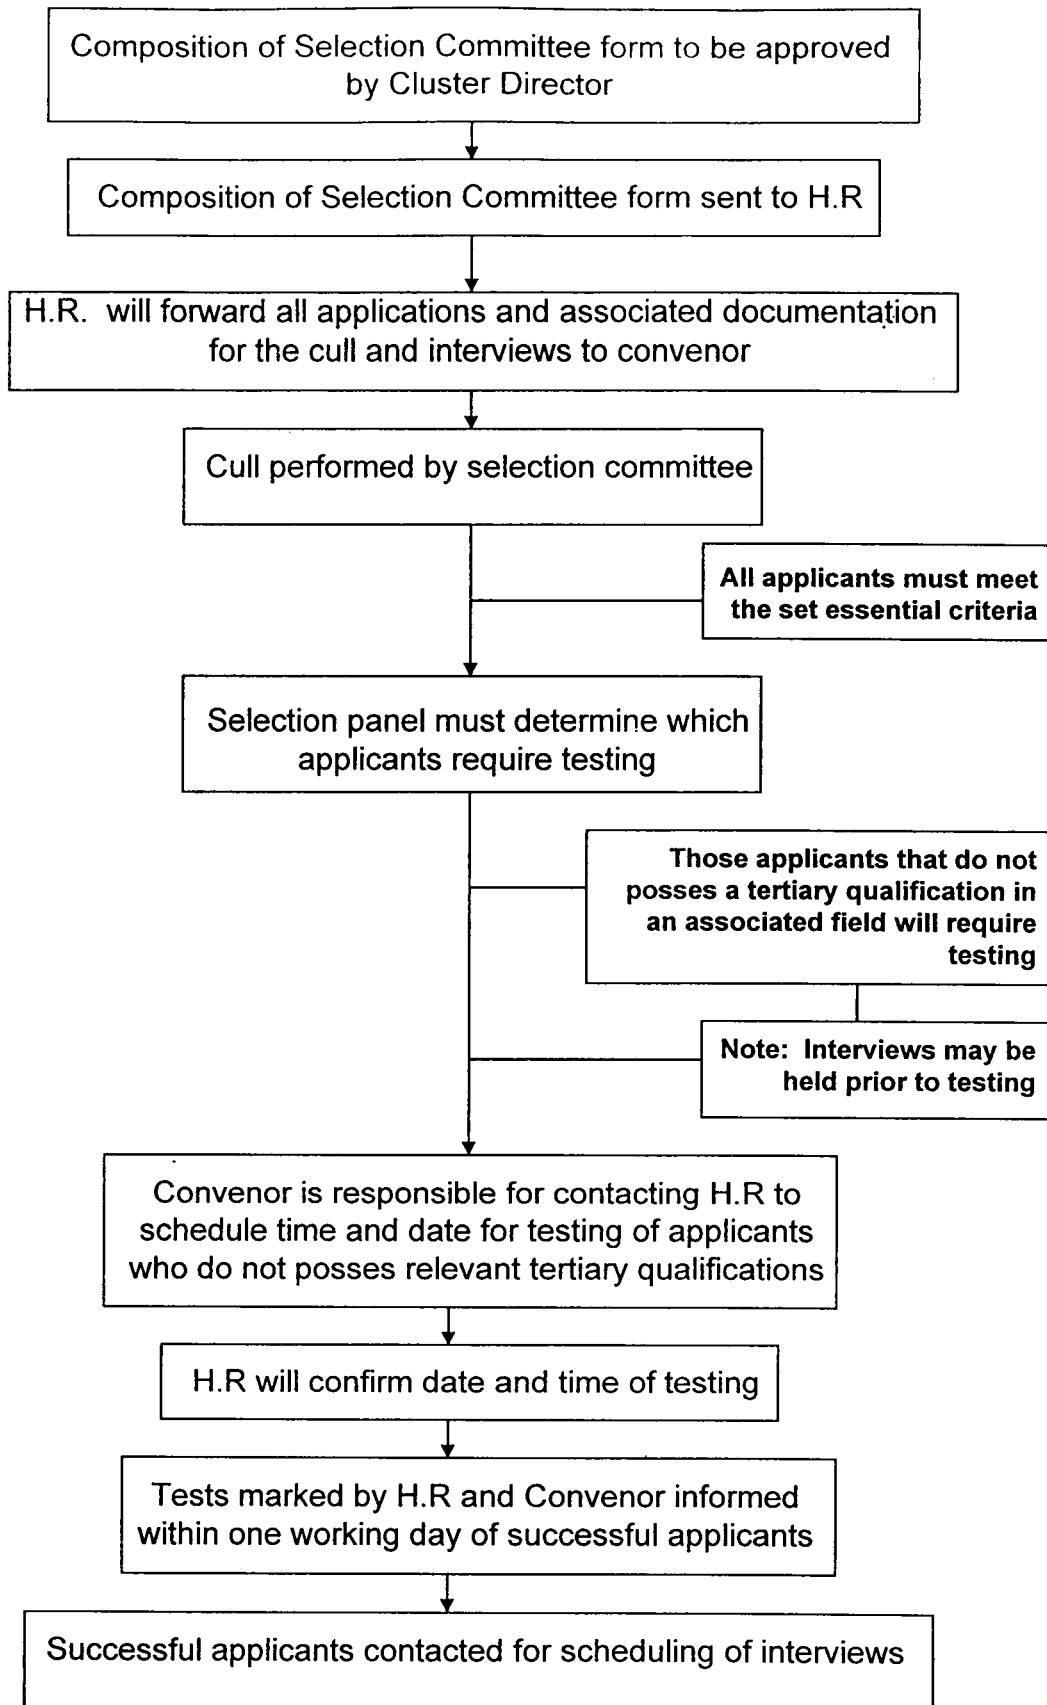 Composition of Selection Committee form to be approved
by Cluster Director
Composition of Selection Committee form sent to H.R
H.R. will forward all applications and associated documentation
for the cull and interviews to convenor
Cull performed by selection committee
All applicants must meet
the set essential criteria
Selection panel must determine which
applicants require testing
Those applicants that do not
posses a tertiary qualification in
an associated field will require
testing
Note: Interviews may be
held prior to testing
Convenor is responsible for contacting H.R to
schedule time and date for testing of applicants
who do not posses relevant tertiary qualifications
H.R will confirm date and time of testing
Tests marked by H.R and Convenor informed
within one working day of successful applicants
Successful applicants contacted for scheduling of interviews